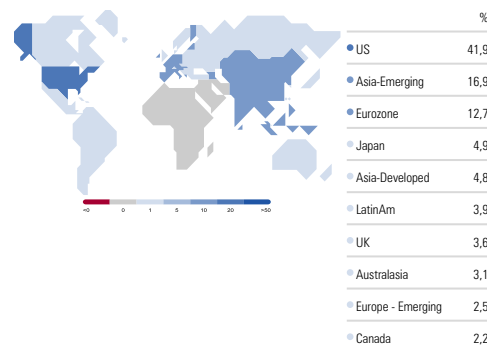 %
US 41,9
Asia-Emerging 16,9
Eurozone 12,7
Japan 4,9
Asia-Developed 4,8
LatinAm 3,9
UK 3,6
Australasia 3,1
Europe - Emerging 2,5
Canada 2,2
<0 0 1 5 10 20 >50